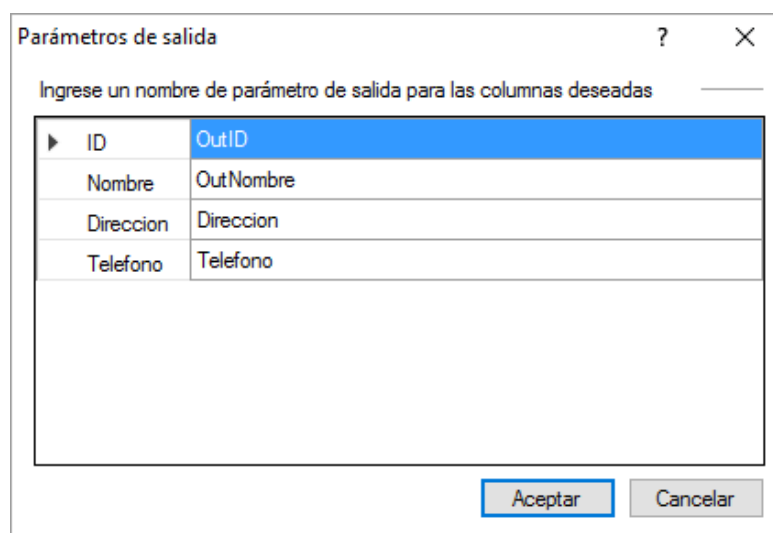 Parámetros de salida ?
Ingrese un nombre de parámetro de salida para las columnas deseadas
ID OutID
Nombre OutNombre
Direccion Direccion
Telefono Telefono
Aceptar Cancelar